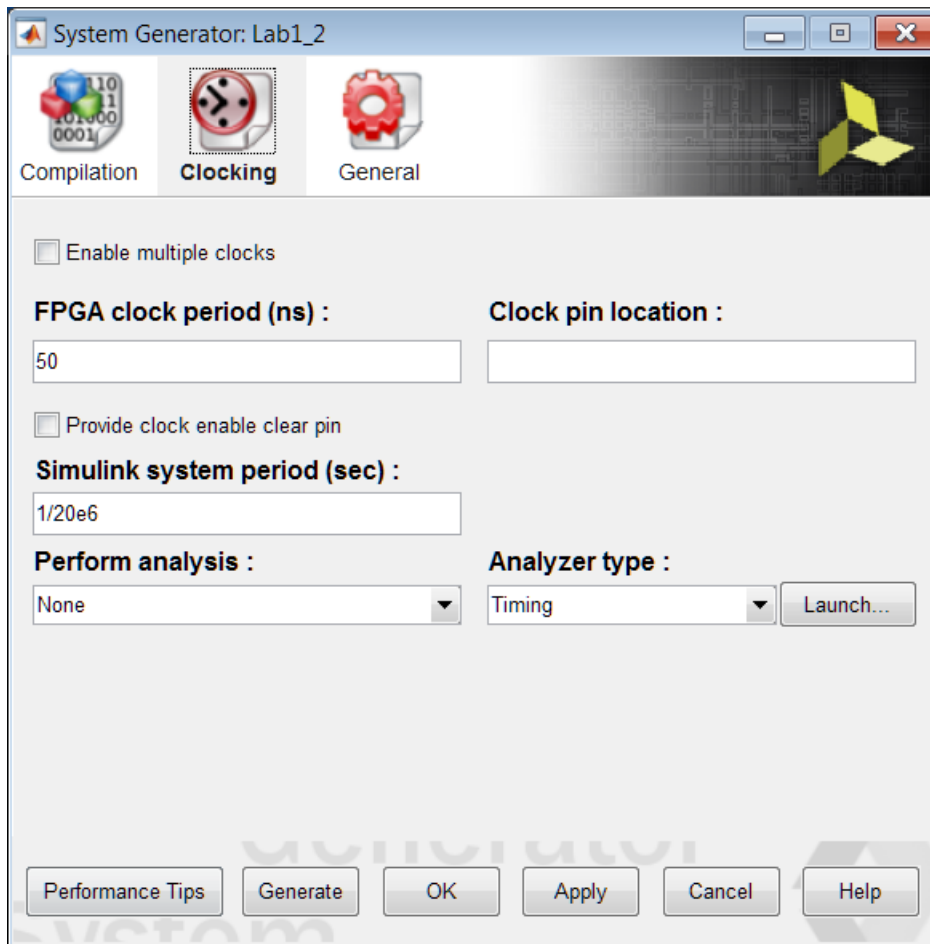 System Generator: Lab1_2
Compilation Clocking General
Enable multiple clocks
FPGA clock period (ns) : Clock pin location :
50
Provide clock enable clear pin
Simulink system period (sec) :
1/20e6
Perform analysis : Analyzer type :
None Timing Launch...
Generator
Performance Tips Generate OK Apply Cancel Help
System